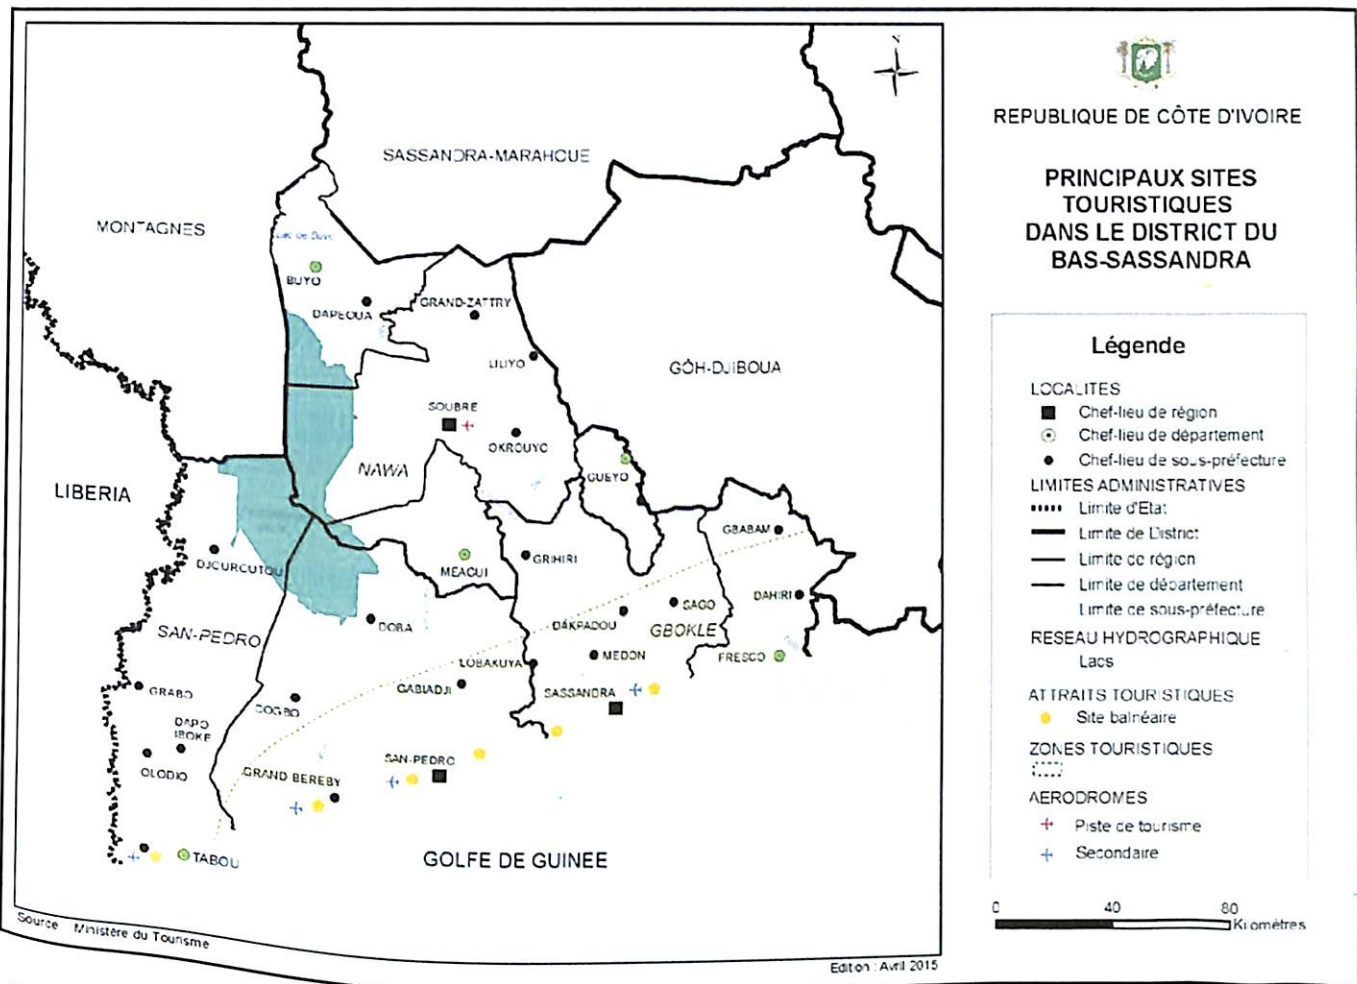 REPUBLIQUE DE CÔTE D'IVOIRE
PRINCIPAUX SITES
TOURISTIQUES
DANS LE DISTRICT DU
BAS-SASSANDRA
SASSANDRA-MARAHOUE
MONTAGNES
Lac de Buyo
BUYO
DAPEOUA
GRAND-ZATTRY
LILIYO
GÔH-DJIBOUA
SOUBRE
OKROUYO
NAWA
GUEYO
LIBERIA
GBABAM
DJOUROUTOU
MEAGUI
GRIHIRI
DAHIRI
SAGO
DAKPADOU
GBOKLE
SAN-PEDRO
DOBA
MEDON
FRESCO
LOBAKUYA
GABIADJI
SASSANDRA
GRABO
DOGBO
DAPO
IBOKE
OLODIO
SAN-PEDRO
GRAND BEREBY
TABOU
GOLFE DE GUINEE
Légende
LOCALITES
Chef-lieu de région
Chef-lieu de département
Chef-lieu de sous-préfecture
LIMITES ADMINISTRATIVES
Limite d'Etat
Limite de District
Limite de région
Limite de département
Limite de sous-préfecture
RESEAU HYDROGRAPHIQUE
Lacs
ATTRAITS TOURISTIQUES
Site balnéaire
ZONES TOURISTIQUES
AERODROMES
Piste de tourisme
Secondaire
0 40 80
Kilomètres
Source Ministère du Tourisme
Edition : Avril 2015